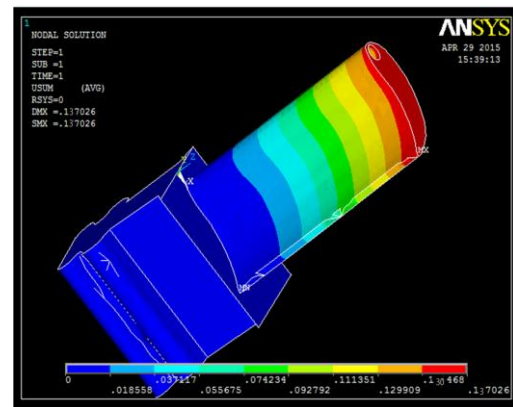 1
NODAL SOLUTION
ANSYS
STEP=1
SUB =1
TIME=1
USUM (AVG)
RSYS=0
DMX =.137026
SMX =.137026
APR 29 2015
15:39:13
MX
Z
X
MN
0 .037117 .074234 .111351 .130468
.018558 .055675 .092792 .129909 .137026